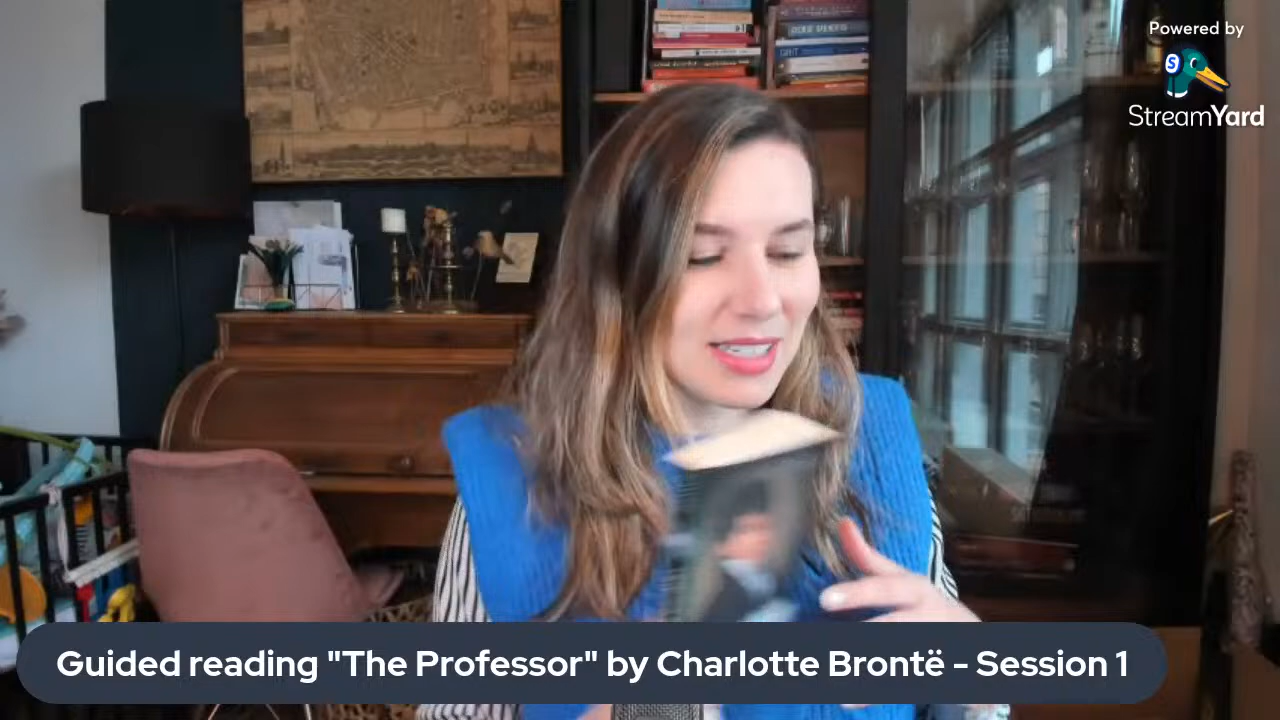 Powered by
StreamYard
Guided reading "The Professor" by Charlotte Brontë - Session 1